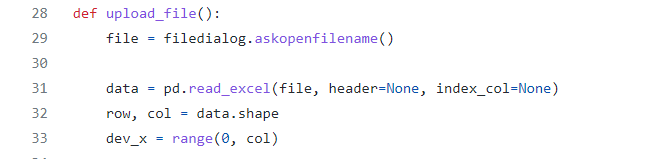 28 def upload_file():
29     file = filedialog.askopenfilename()
30
31     data = pd.read_excel(file, header=None, index_col=None)
32     row, col = data.shape
33     dev_x = range(0, col)